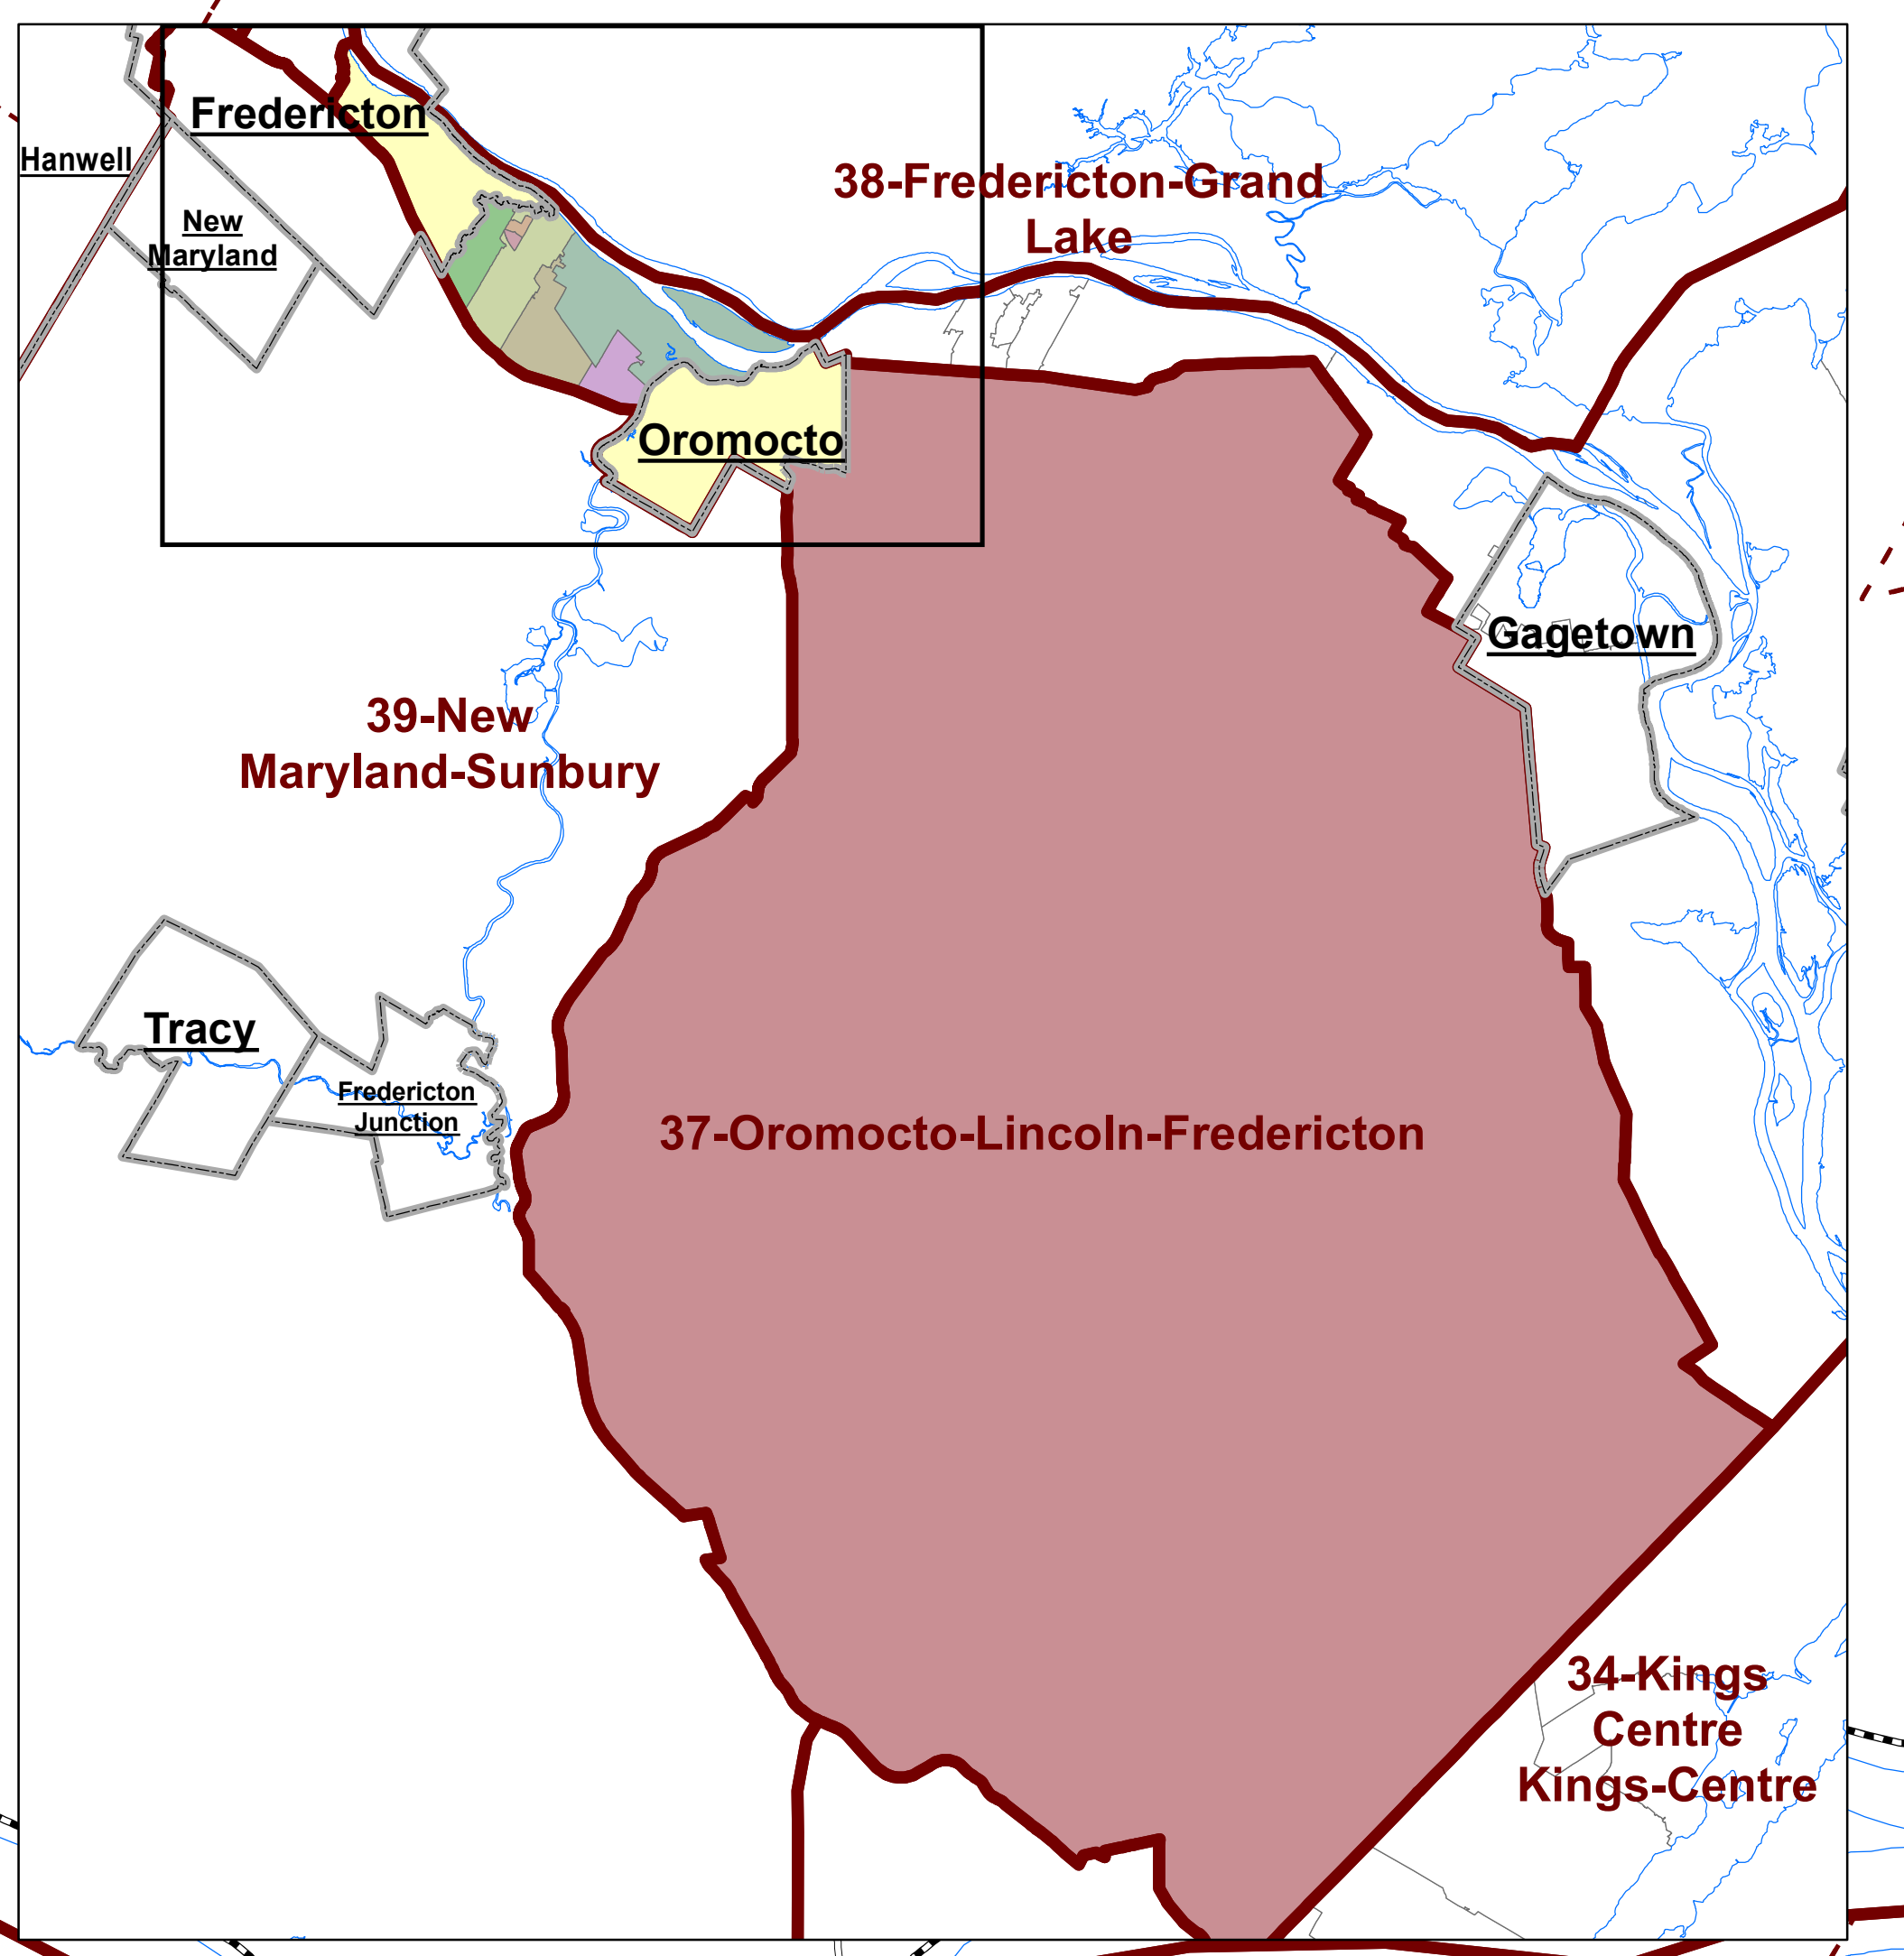 Fredericton
Hanwell
38-Fredericton-Grand
Lake
New
Maryland
Oromocto
Gagetown
39-New
Maryland-Sunbury
Tracy
Fredericton
Junction
37-Oromocto-Lincoln-Fredericton
34-Kings
Centre
Kings-Centre